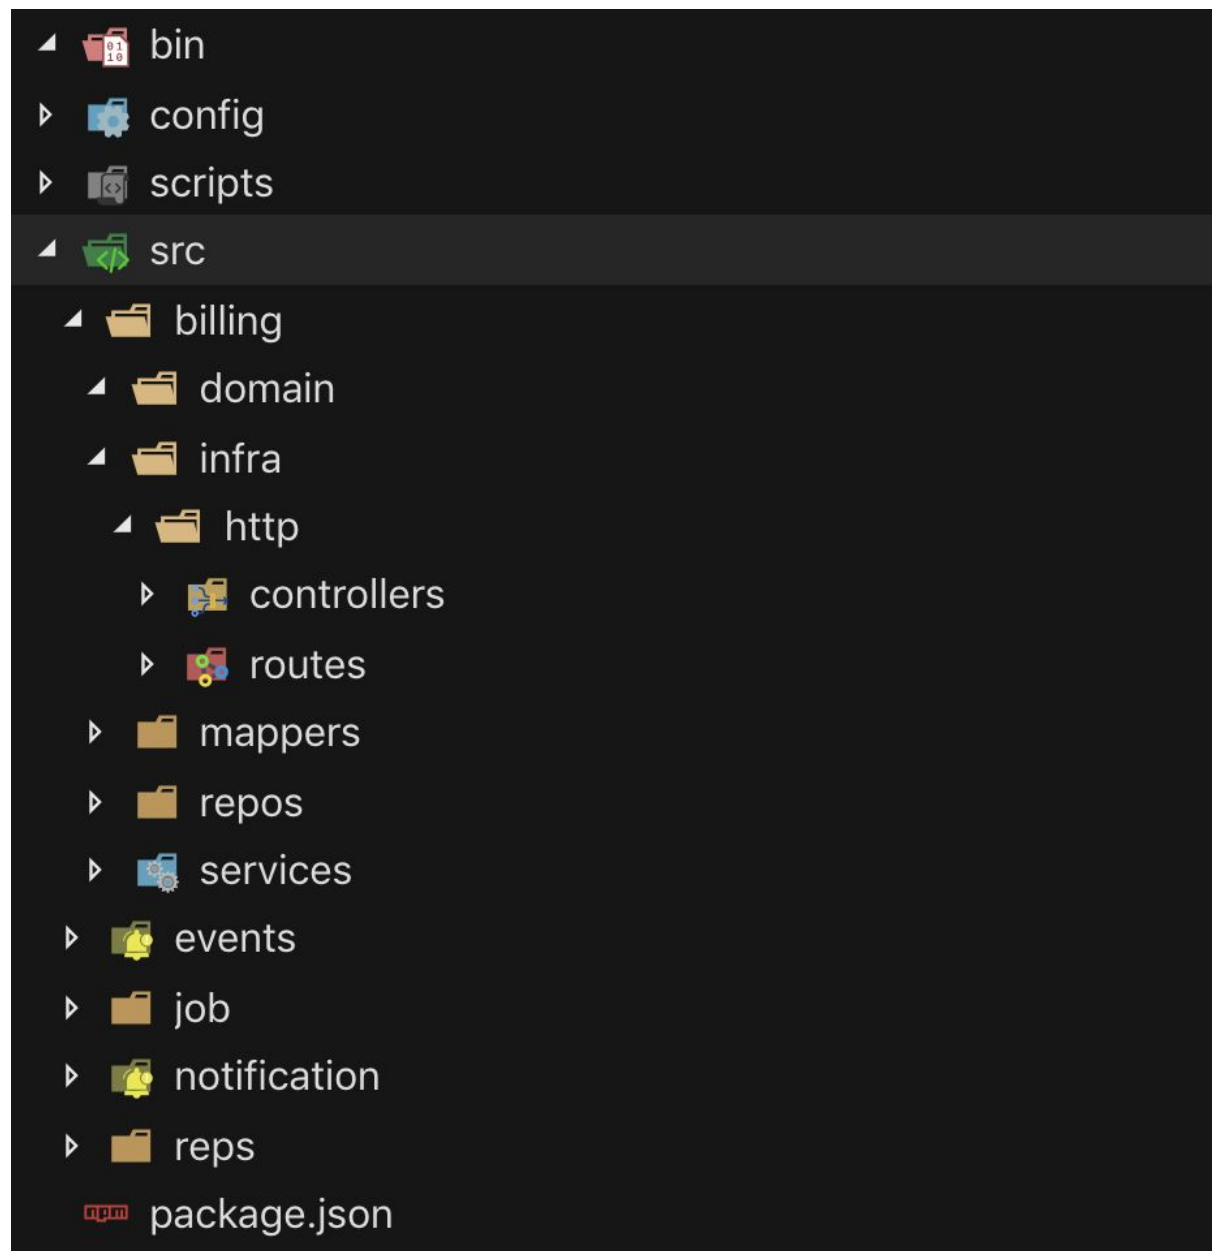 bin
config
scripts
src
billing
domain
infra
http
controllers
routes
mappers
repos
services
events
job
notification
reps
npm package.json